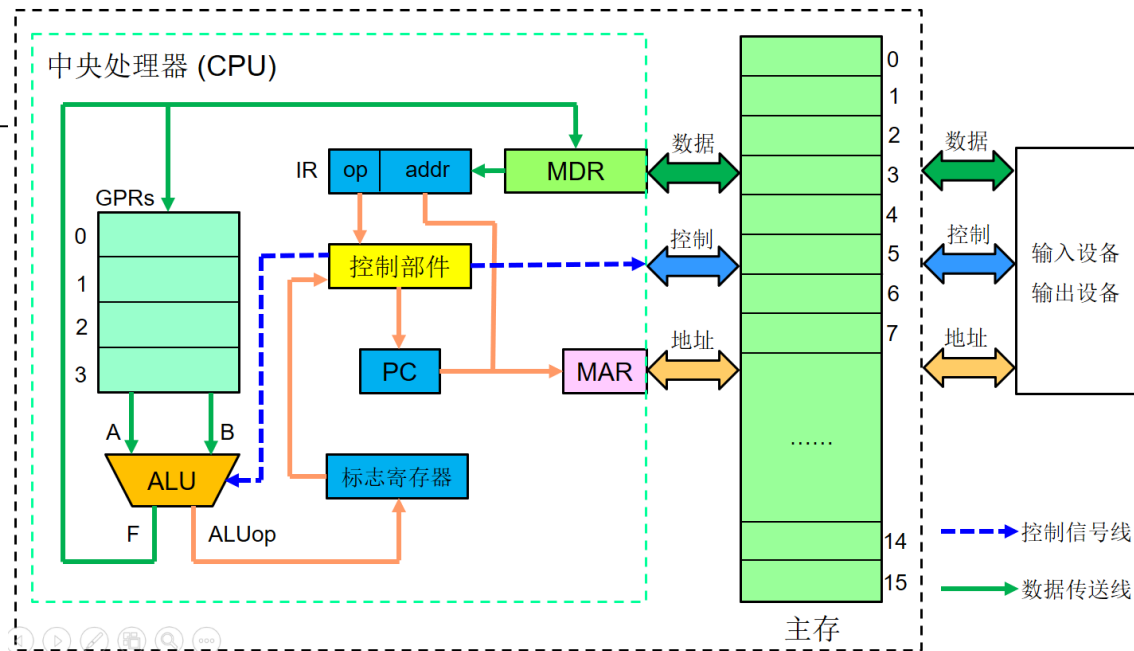 中央处理器 (CPU)
IR
op
addr
MDR
GPRs
0
1
2
3
控制部件
PC
MAR
A
B
ALU
标志寄存器
F
ALUop
数据
控制
地址
0
1
2
3
4
5
6
7
……
14
15
主存
数据
控制
地址
输入设备
输出设备
控制信号线
数据传送线